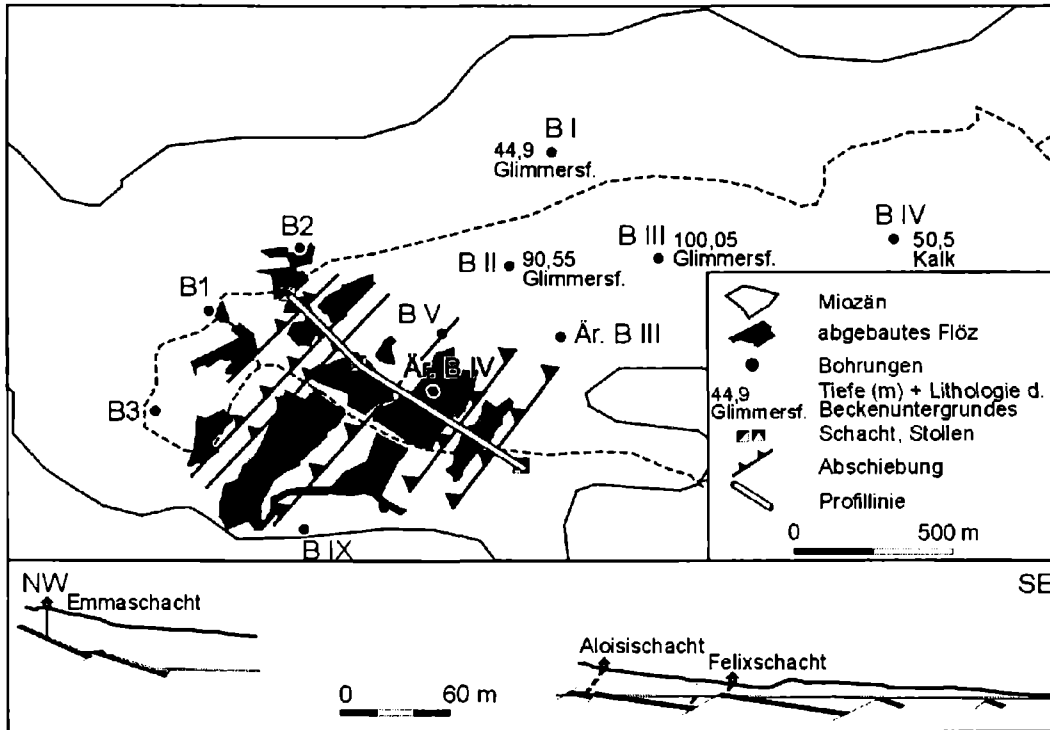 B I
44,9
Glimmersf.
B IV
50,5
Kalk
B2
B III
100,05
Glimmersf.
B II
90,55
Glimmersf.
B1
B V
Är. B III
Är. B IV
B3
B IX
Miozän
abgebautes Flöz
Bohrungen
44,9
Glimmersf.
Tiefe (m) + Lithologie d.
Beckenuntergrundes
Schacht, Stollen
Abschiebung
Profillinie
0 500 m
NW
SE
Emmaschacht
Aloisischacht
Felixschacht
0 60 m